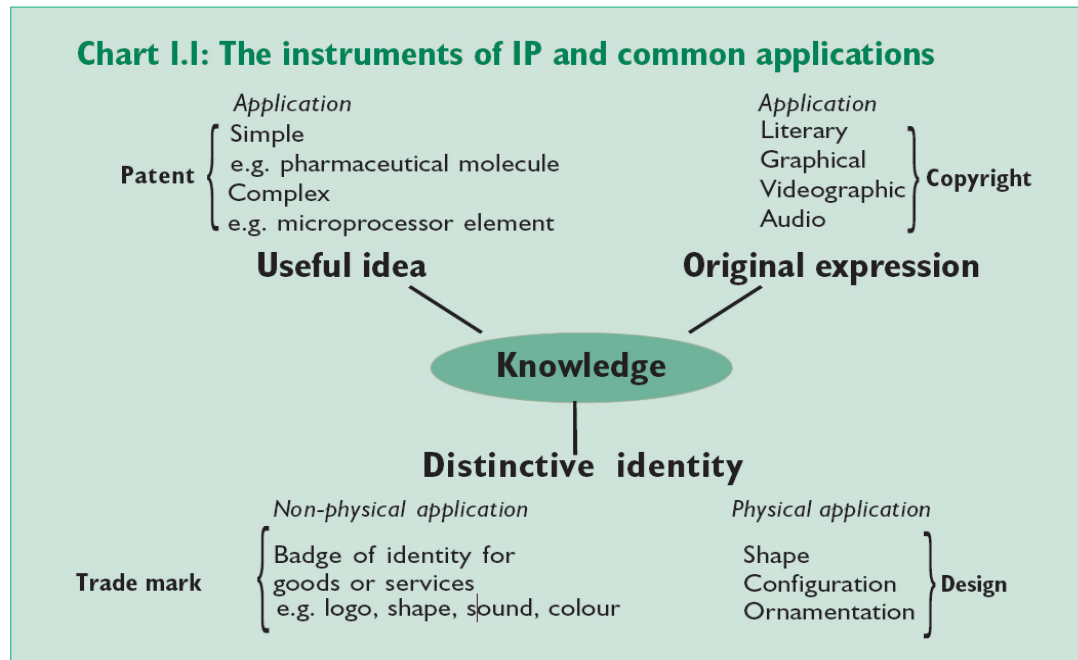 Chart 1.1: The instruments of IP and common applications
Application
Simple
e.g. pharmaceutical molecule
Complex
e.g. microprocessor element
Patent
Useful idea
Application
Literary
Graphical
Videographic
Audio
Copyright
Original expression
Knowledge
Distinctive identity
Non-physical application
Badge of identity for
goods or services
e.g. logo, shape, sound, colour
Trade mark
Physical application
Shape
Configuration
Ornamentation
Design